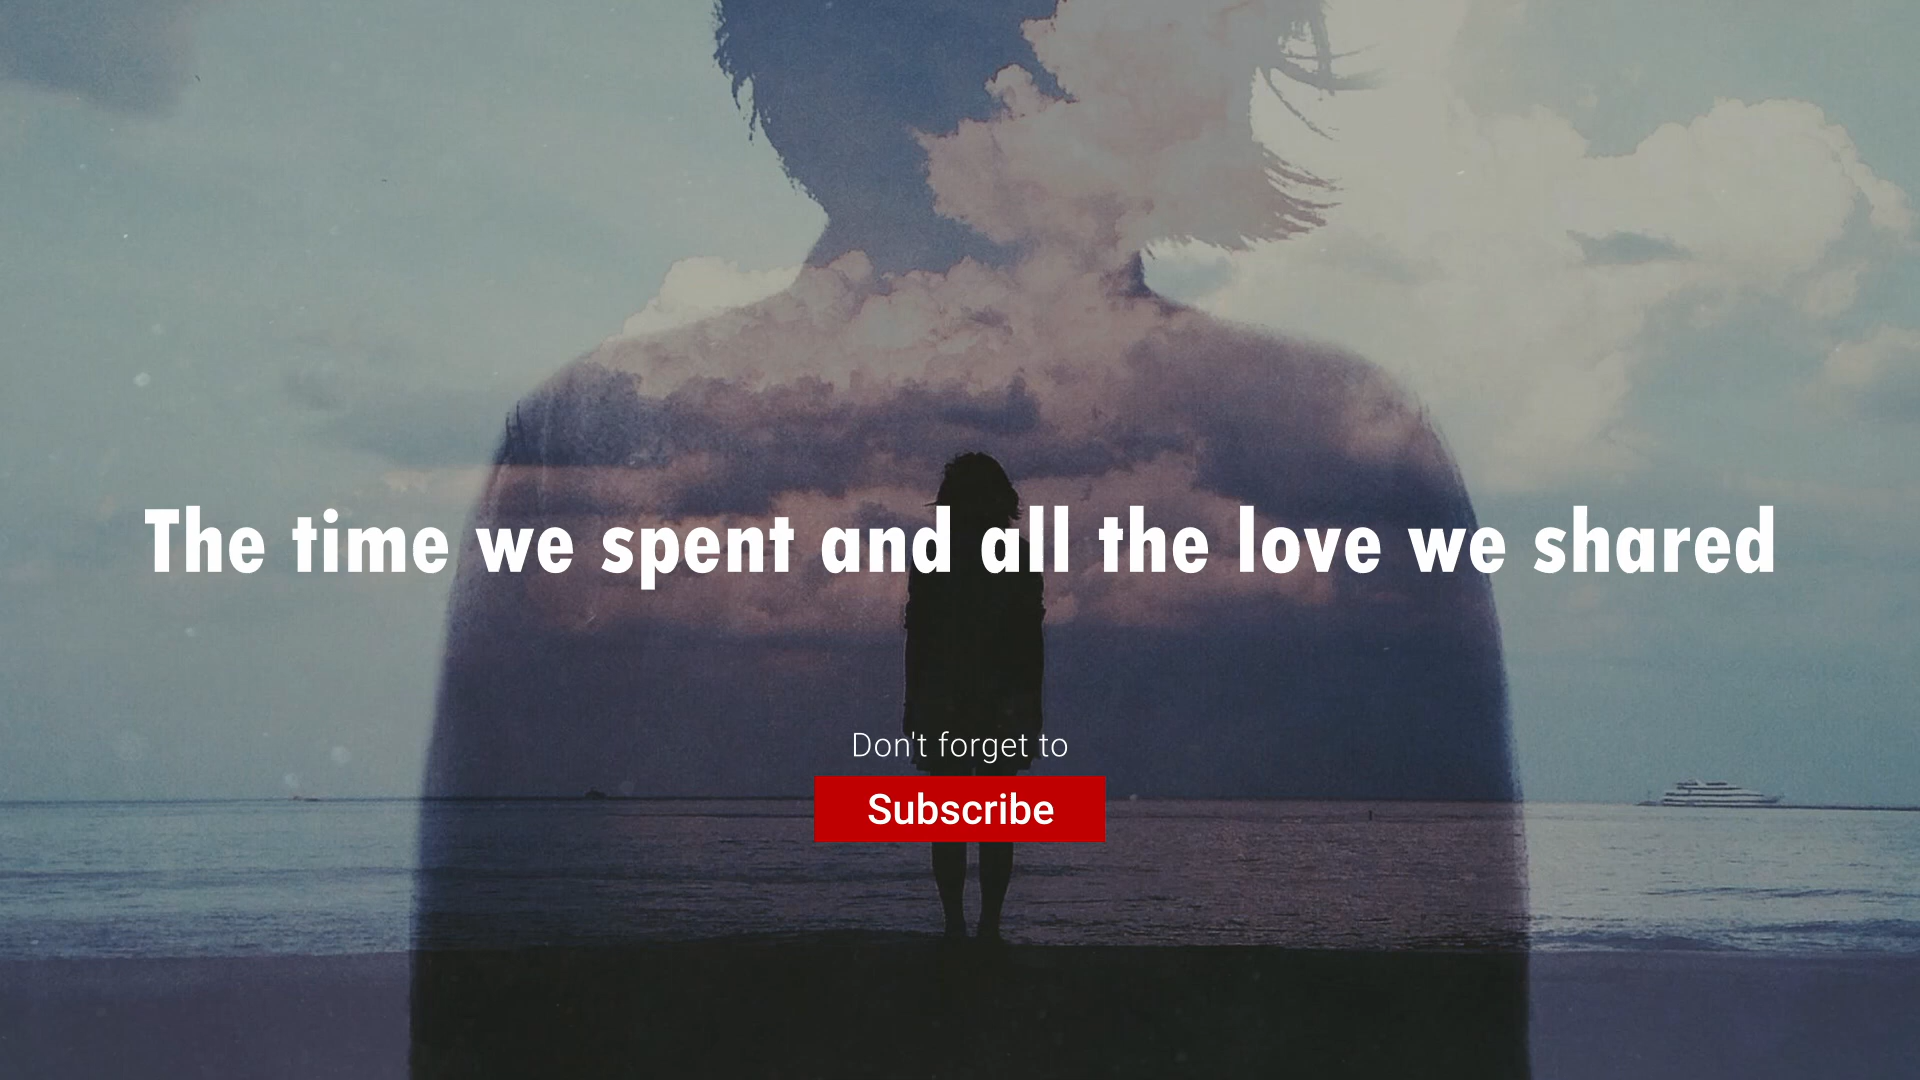 The time we spent and all the love we shared
Don't forget to
Subscribe